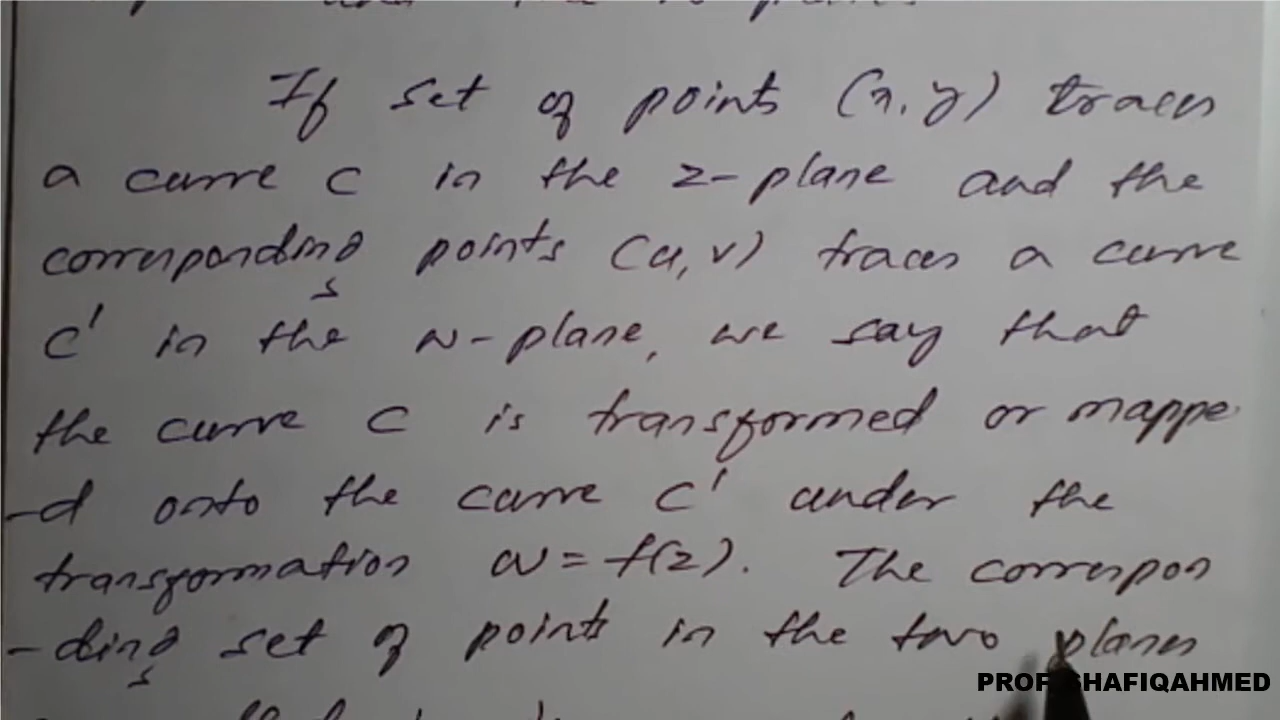 If set of points (x,y) traces
a curve C in the z-plane and the
corresponding points (u,v) traces a curve
C' in the w-plane, we say that
the curve C is transformed or mappe
-d onto the curve C' under the
transformation w = f(z). The correspon
-ding set of points in the two planes
PROF SHAFIQAHMED